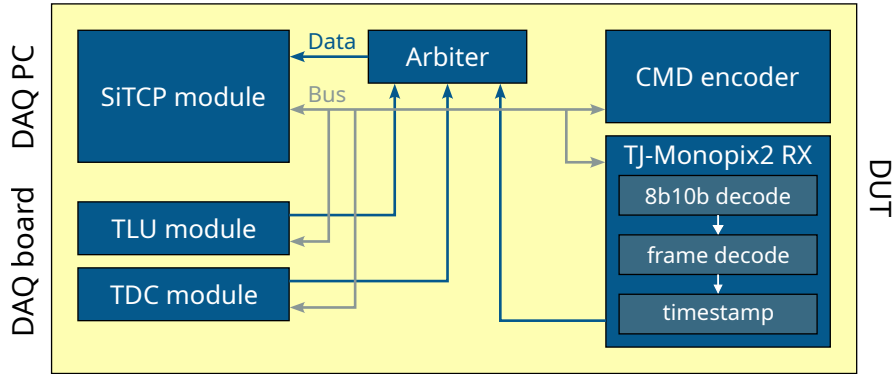 DAQ PC
DAQ board
SiTCP module
Data
Bus
Arbiter
CMD encoder
TJ-Monopix2 RX
8b10b decode
frame decode
timestamp
TLU module
TDC module
DUT